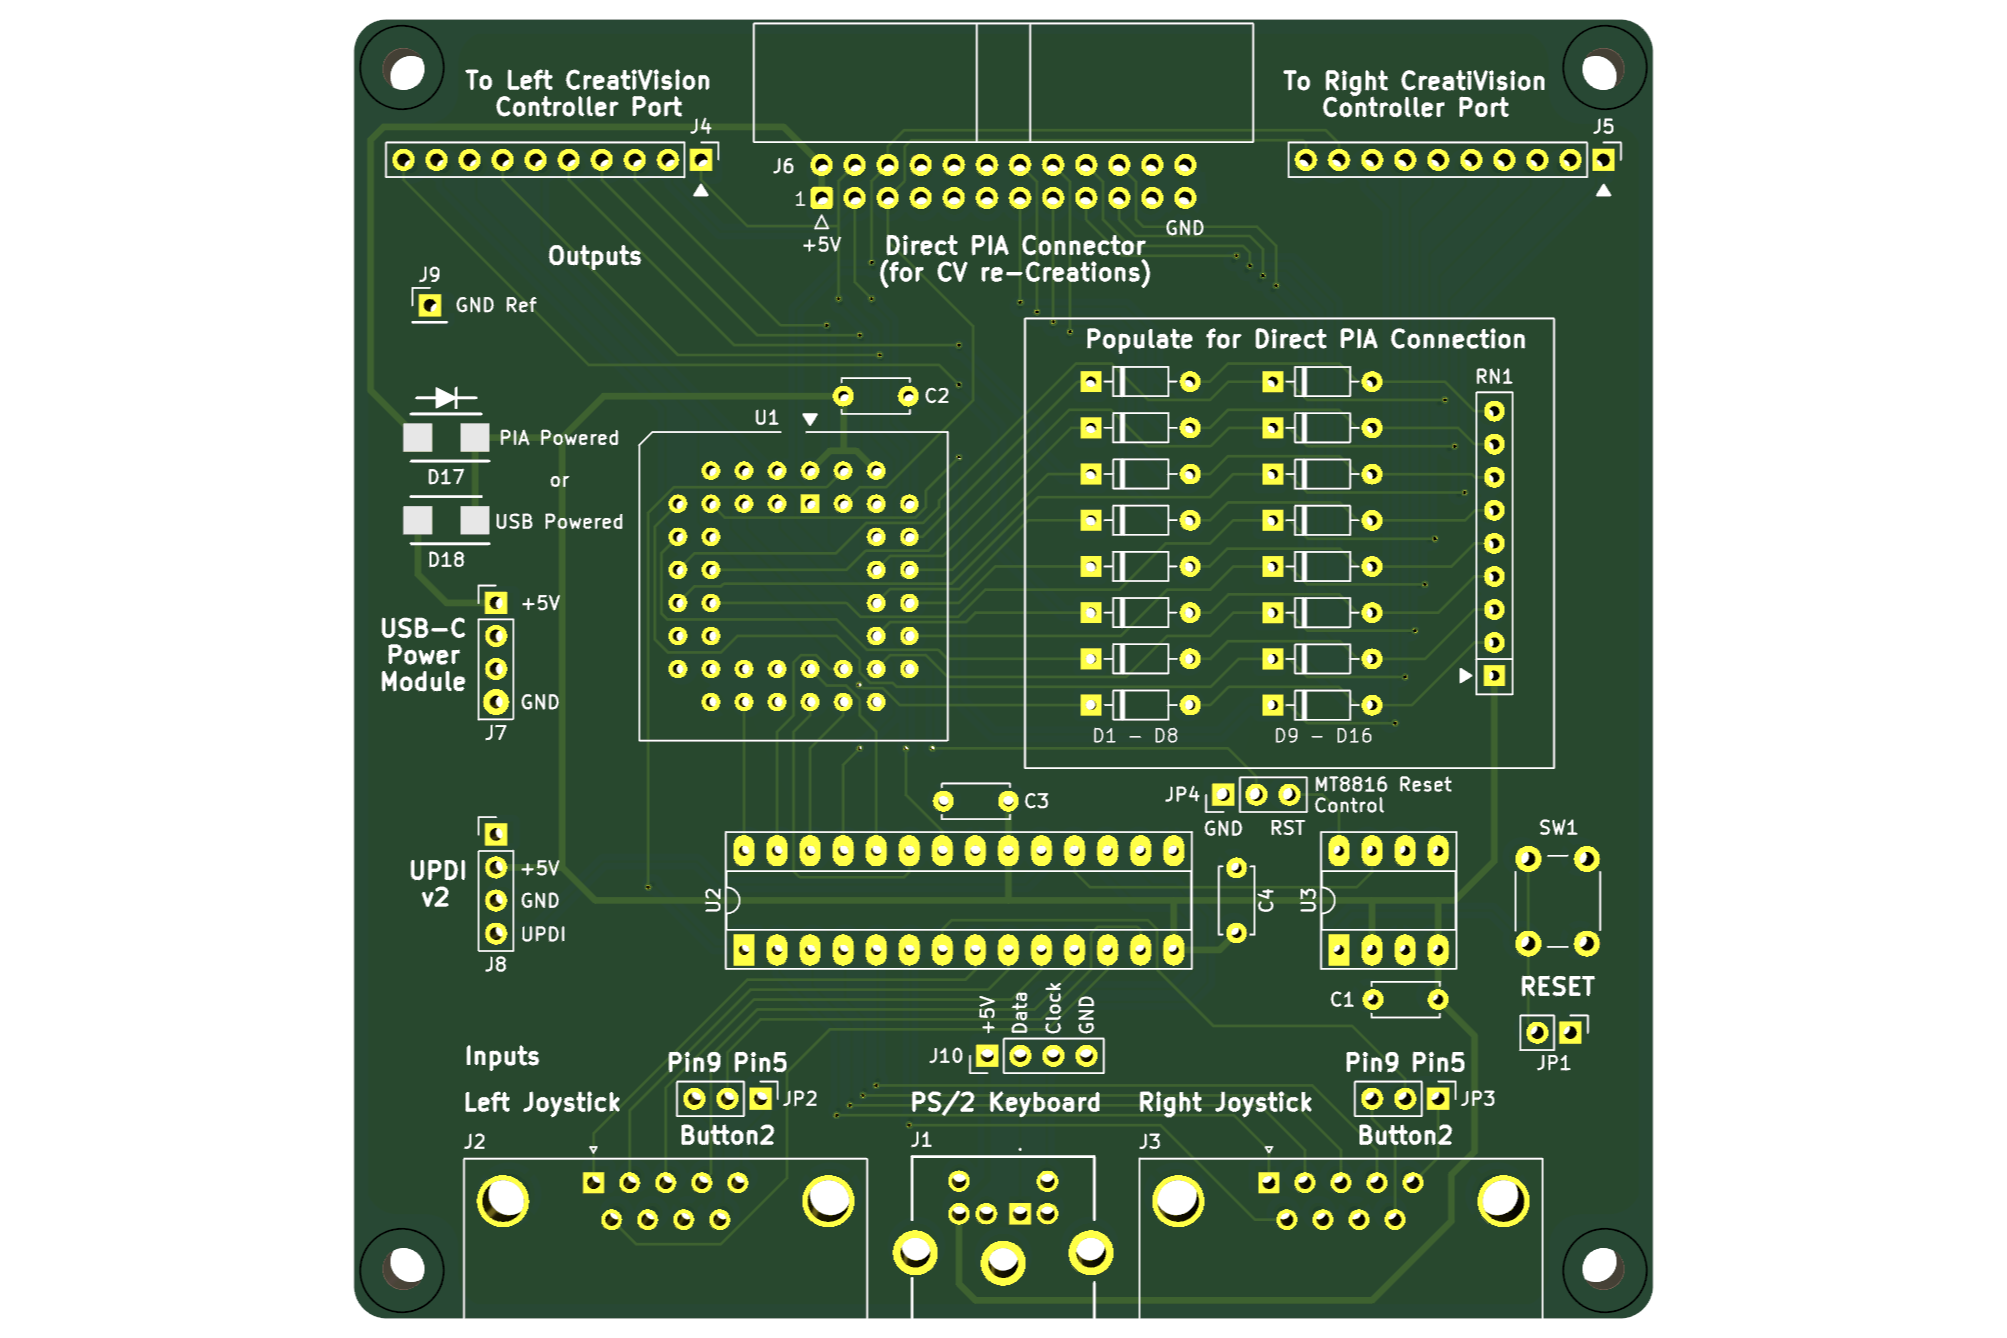 To Left CreatiVision
Controller Port
J4
To Right CreatiVision
Controller Port
J5
J6
1
+5V
GND
Direct PIA Connector
(for CV re-Creations)
Outputs
J9
GND Ref
Populate for Direct PIA Connection
RN1
C2
U1
PIA Powered
D17
or
USB Powered
D18
+5V
USB-C
Power
Module
GND
J7
D1 - D8
D9 - D16
C3
JP4
MT8816 Reset
Control
GND
RST
SW1
UPDI
v2
+5V
GND
UPDI
J8
U2
C4
U3
RESET
C1
JP1
+5V
Data
Clock
GND
J10
Inputs
Pin9 Pin5
JP2
Left Joystick
Button2
J2
PS/2 Keyboard
J1
Right Joystick
Pin9 Pin5
JP3
Button2
J3